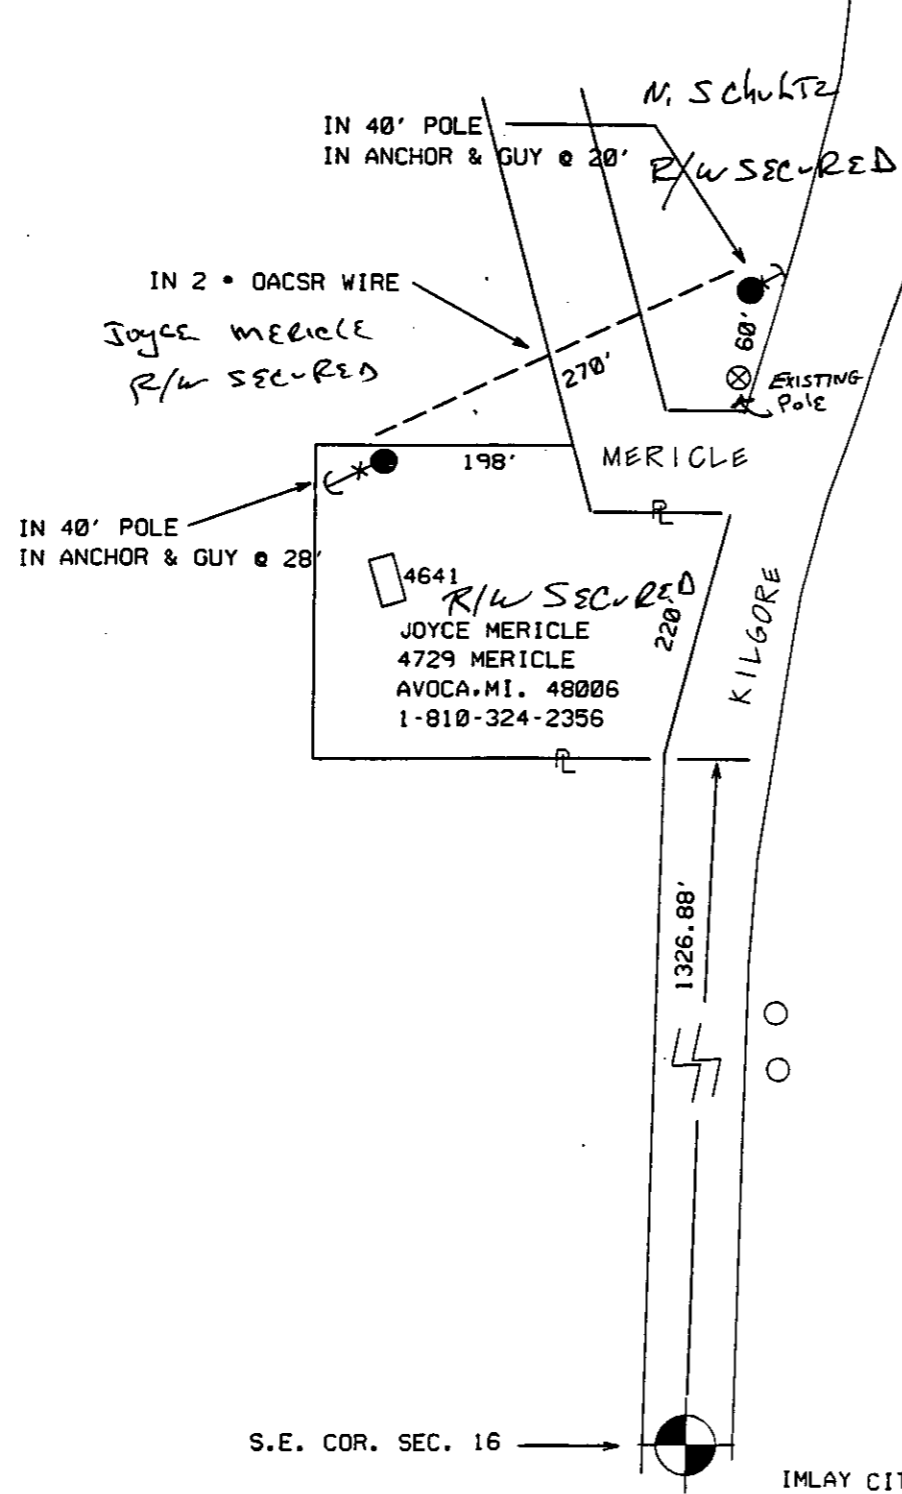 N. SCHULTZ
R/W SECURED
IN 40' POLE
IN ANCHOR & GUY @ 20'
IN 2 • OACSR WIRE
Joyce MERICLE
R/W SECURED
270'
60'
EXISTING
Pole
198'
MERICLE
PL
IN 40' POLE
IN ANCHOR & GUY @ 28'
4641
R/W SECURED
JOYCE MERICLE
4729 MERICLE
AVOCA.MI. 48006
1-810-324-2356
220'
KILGORE
PL
1326.88'
S.E. COR. SEC. 16
IMLAY CIT